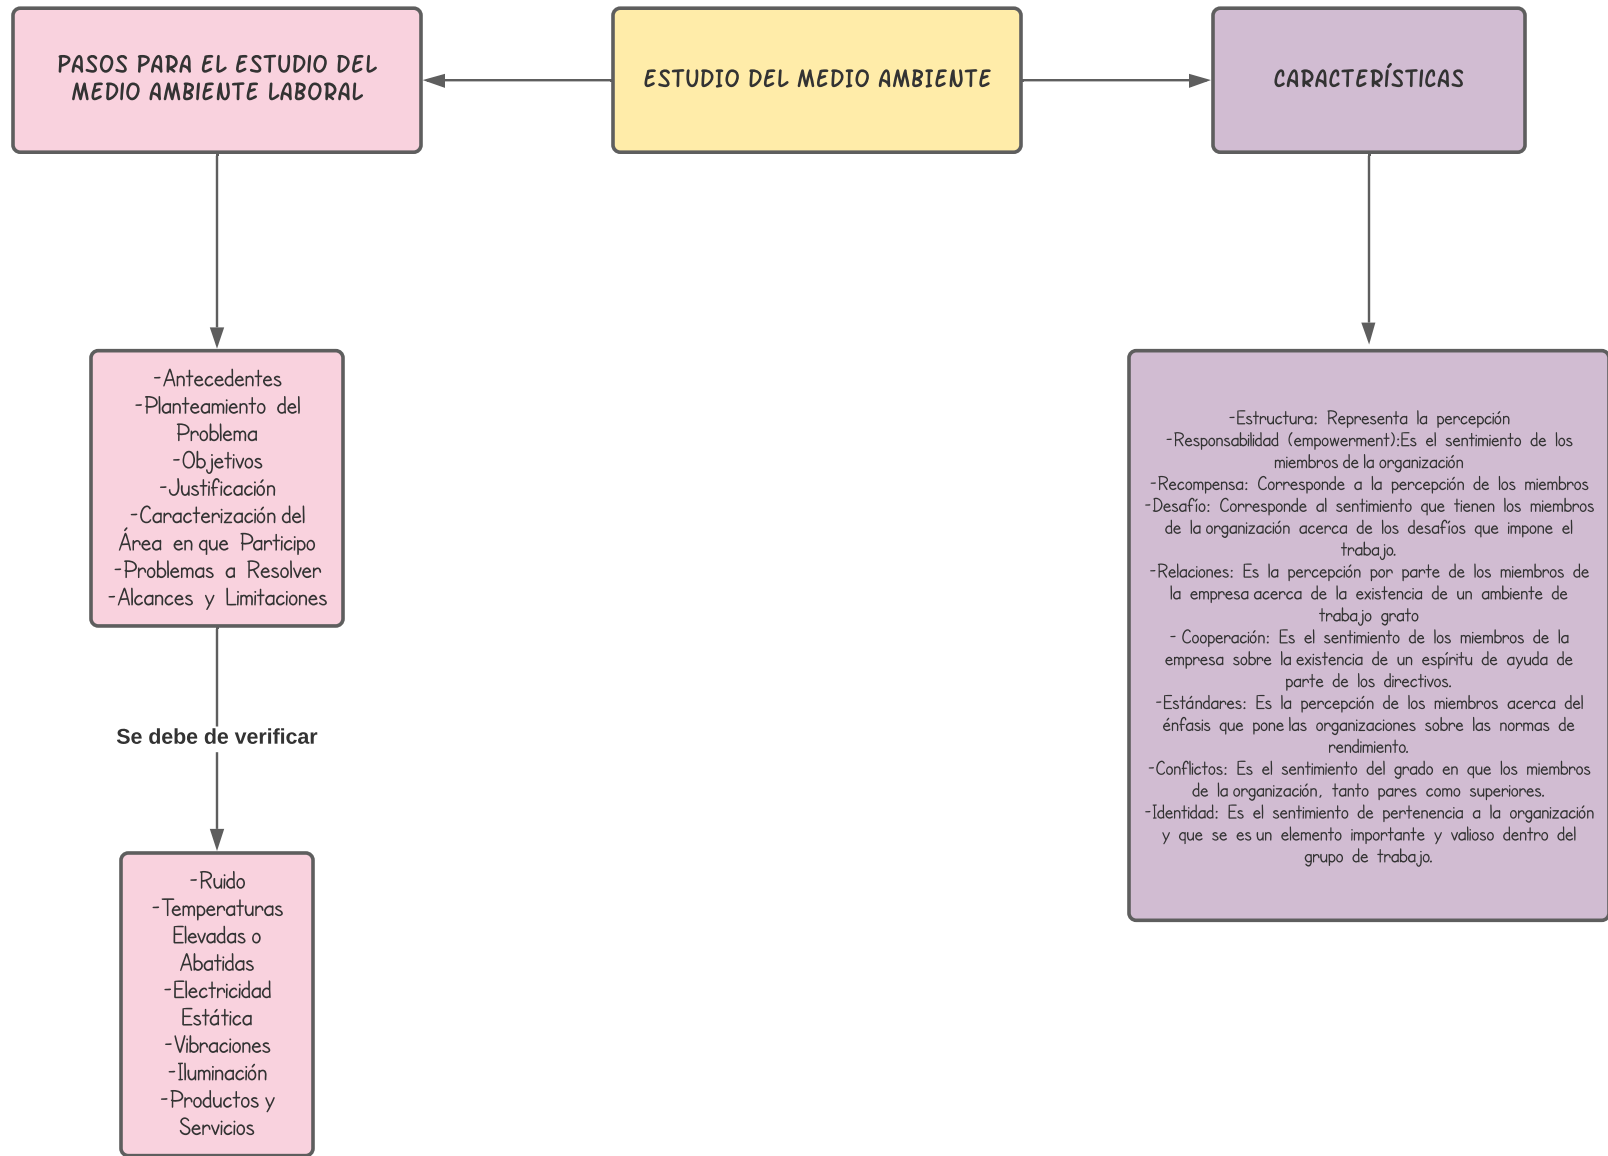 PASOS PARA EL ESTUDIO DEL
MEDIO AMBIENTE LABORAL
ESTUDIO DEL MEDIO AMBIENTE
CARACTERÍSTICAS
-Antecedentes
-Planteamiento del
Problema
-Objetivos
-Justificación
-Caracterización del
Área en que Participo
-Problemas a Resolver
-Alcances y Limitaciones
Se debe de verificar
-Ruido
-Temperaturas
Elevadas o
Abatidas
-Electricidad
Estática
-Vibraciones
-Iluminación
-Productos y
Servicios
-Estructura: Representa la percepción
-Responsabilidad (empowerment):Es el sentimiento de los
miembros de la organización
-Recompensa: Corresponde a la percepción de los miembros
-Desafío: Corresponde al sentimiento que tienen los miembros
de la organización acerca de los desafíos que impone el
trabajo.
-Relaciones: Es la percepción por parte de los miembros de
la empresa acerca de la existencia de un ambiente de
trabajo grato
- Cooperación: Es el sentimiento de los miembros de la
empresa sobre la existencia de un espíritu de ayuda de
parte de los directivos.
-Estándares: Es la percepción de los miembros acerca del
énfasis que pone las organizaciones sobre las normas de
rendimiento.
-Conflictos: Es el sentimiento del grado en que los miembros
de la organización, tanto pares como superiores.
-Identidad: Es el sentimiento de pertenencia a la organización
y que se es un elemento importante y valioso dentro del
grupo de trabajo.